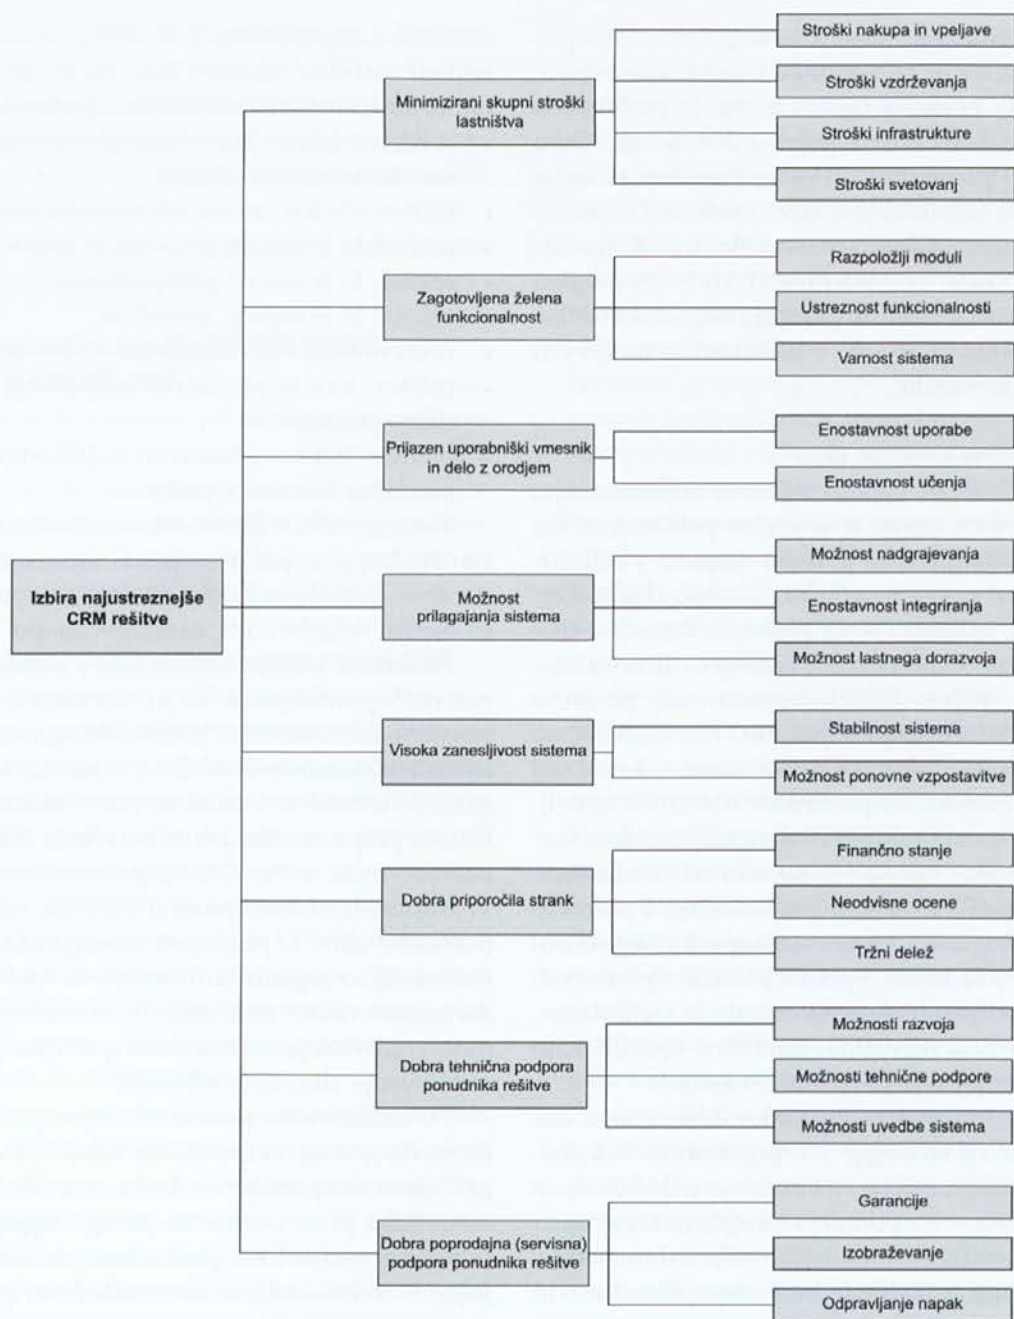 Izbira najustreznejše
CRM rešitve
Minimizirani skupni stroški
lastništva
Stroški nakupa in vpeljave
Stroški vzdrževanja
Stroški infrastrukture
Stroški svetovanj
Zagotovljena želena
funkcionalnost
Razpoložlji moduli
Ustreznost funkcionalnosti
Varnost sistema
Prijazen uporabniški vmesnik
in delo z orodjem
Enostavnost uporabe
Enostavnost učenja
Možnost
prilagajanja sistema
Možnost nadgrajevanja
Enostavnost integriranja
Možnost lastnega dorazvoja
Visoka zanesljivost sistema
Stabilnost sistema
Možnost ponovne vzpostavitve
Dobra priporočila strank
Finančno stanje
Neodvisne ocene
Tržni delež
Dobra tehnična podpora
ponudnika rešitve
Možnosti razvoja
Možnosti tehnične podpore
Možnosti uvedbe sistema
Dobra poprodajna (servisna)
podpora ponudnika rešitve
Garancije
Izobraževanje
Odpravljanje napak